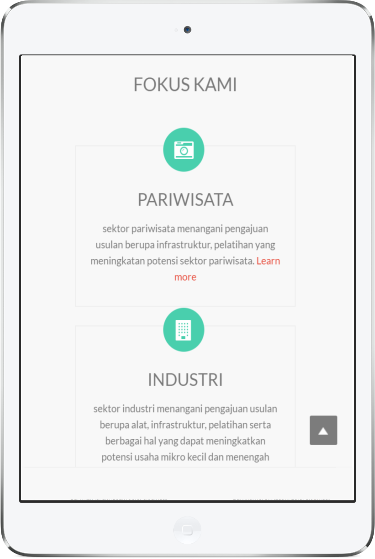 FOKUS KAMI
PARIWISATA
sektor pariwisata menangani pengajuan
usulan berupa infrastruktur, pelatihan yang
meningkatan potensi sektor pariwisata. Learn
more
INDUSTRI
sektor industri menangani pengajuan usulan
berupa alat, infrastruktur, pelatihan serta
berbagai hal yang dapat meningkatkan
potensi usaha mikro kecil dan menengah